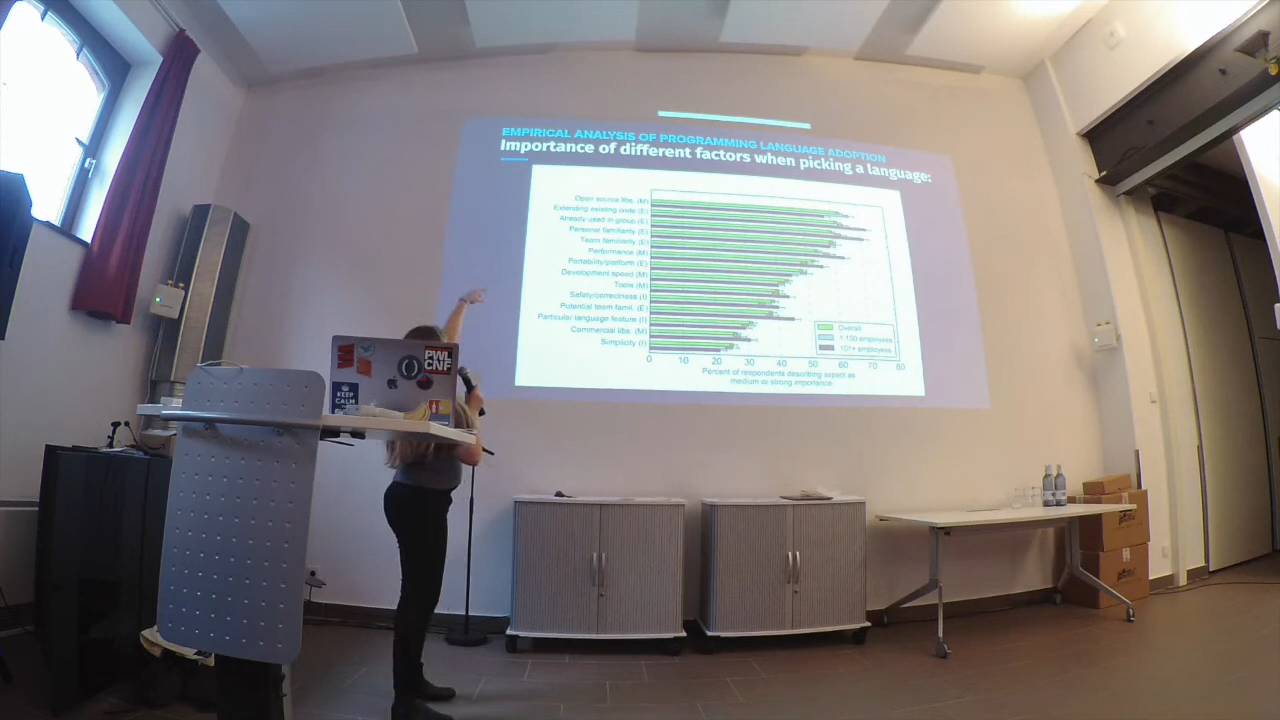 EMPIRICAL ANALYSIS OF PROGRAMMING LANGUAGE ADOPTION
Importance of different factors when picking a language:
Open source libs. (M)
Extending existing code (E)
Already used in group (E)
Personal familiarity (E)
Team familiarity (E)
Performance (M)
Portability/platform (E)
Development speed (M)
Tools (M)
Safety/correctness (I)
Potential team famil. (E)
Particular language feature (I)
Commercial libs. (M)
Simplicity (I)
Overall
1-100 employees
101+ employees
0 10 20 30 40 50 60 70 80
Percent of respondents describing aspect as
medium or strong importance
PWL
CNF
KEEP
CALM